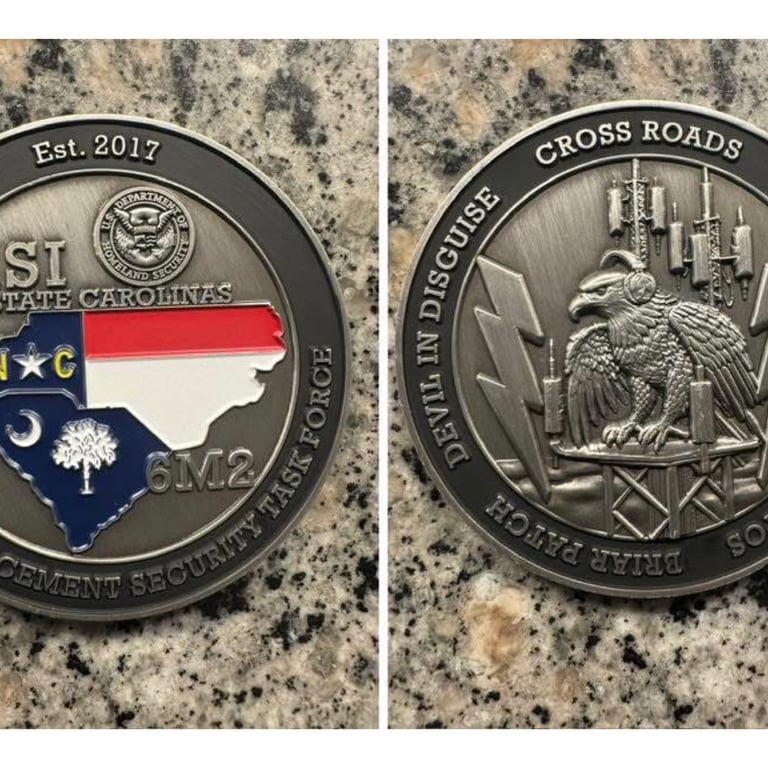 Est. 2017
U.S. DEPARTMENT OF
HOMELAND SECURITY
SI
STATE CAROLINAS
N★C
6M2
CEMENT SECURITY TASK FORCE
DEVIL IN DISGUISE
CROSS ROADS
BRIAR PATCH